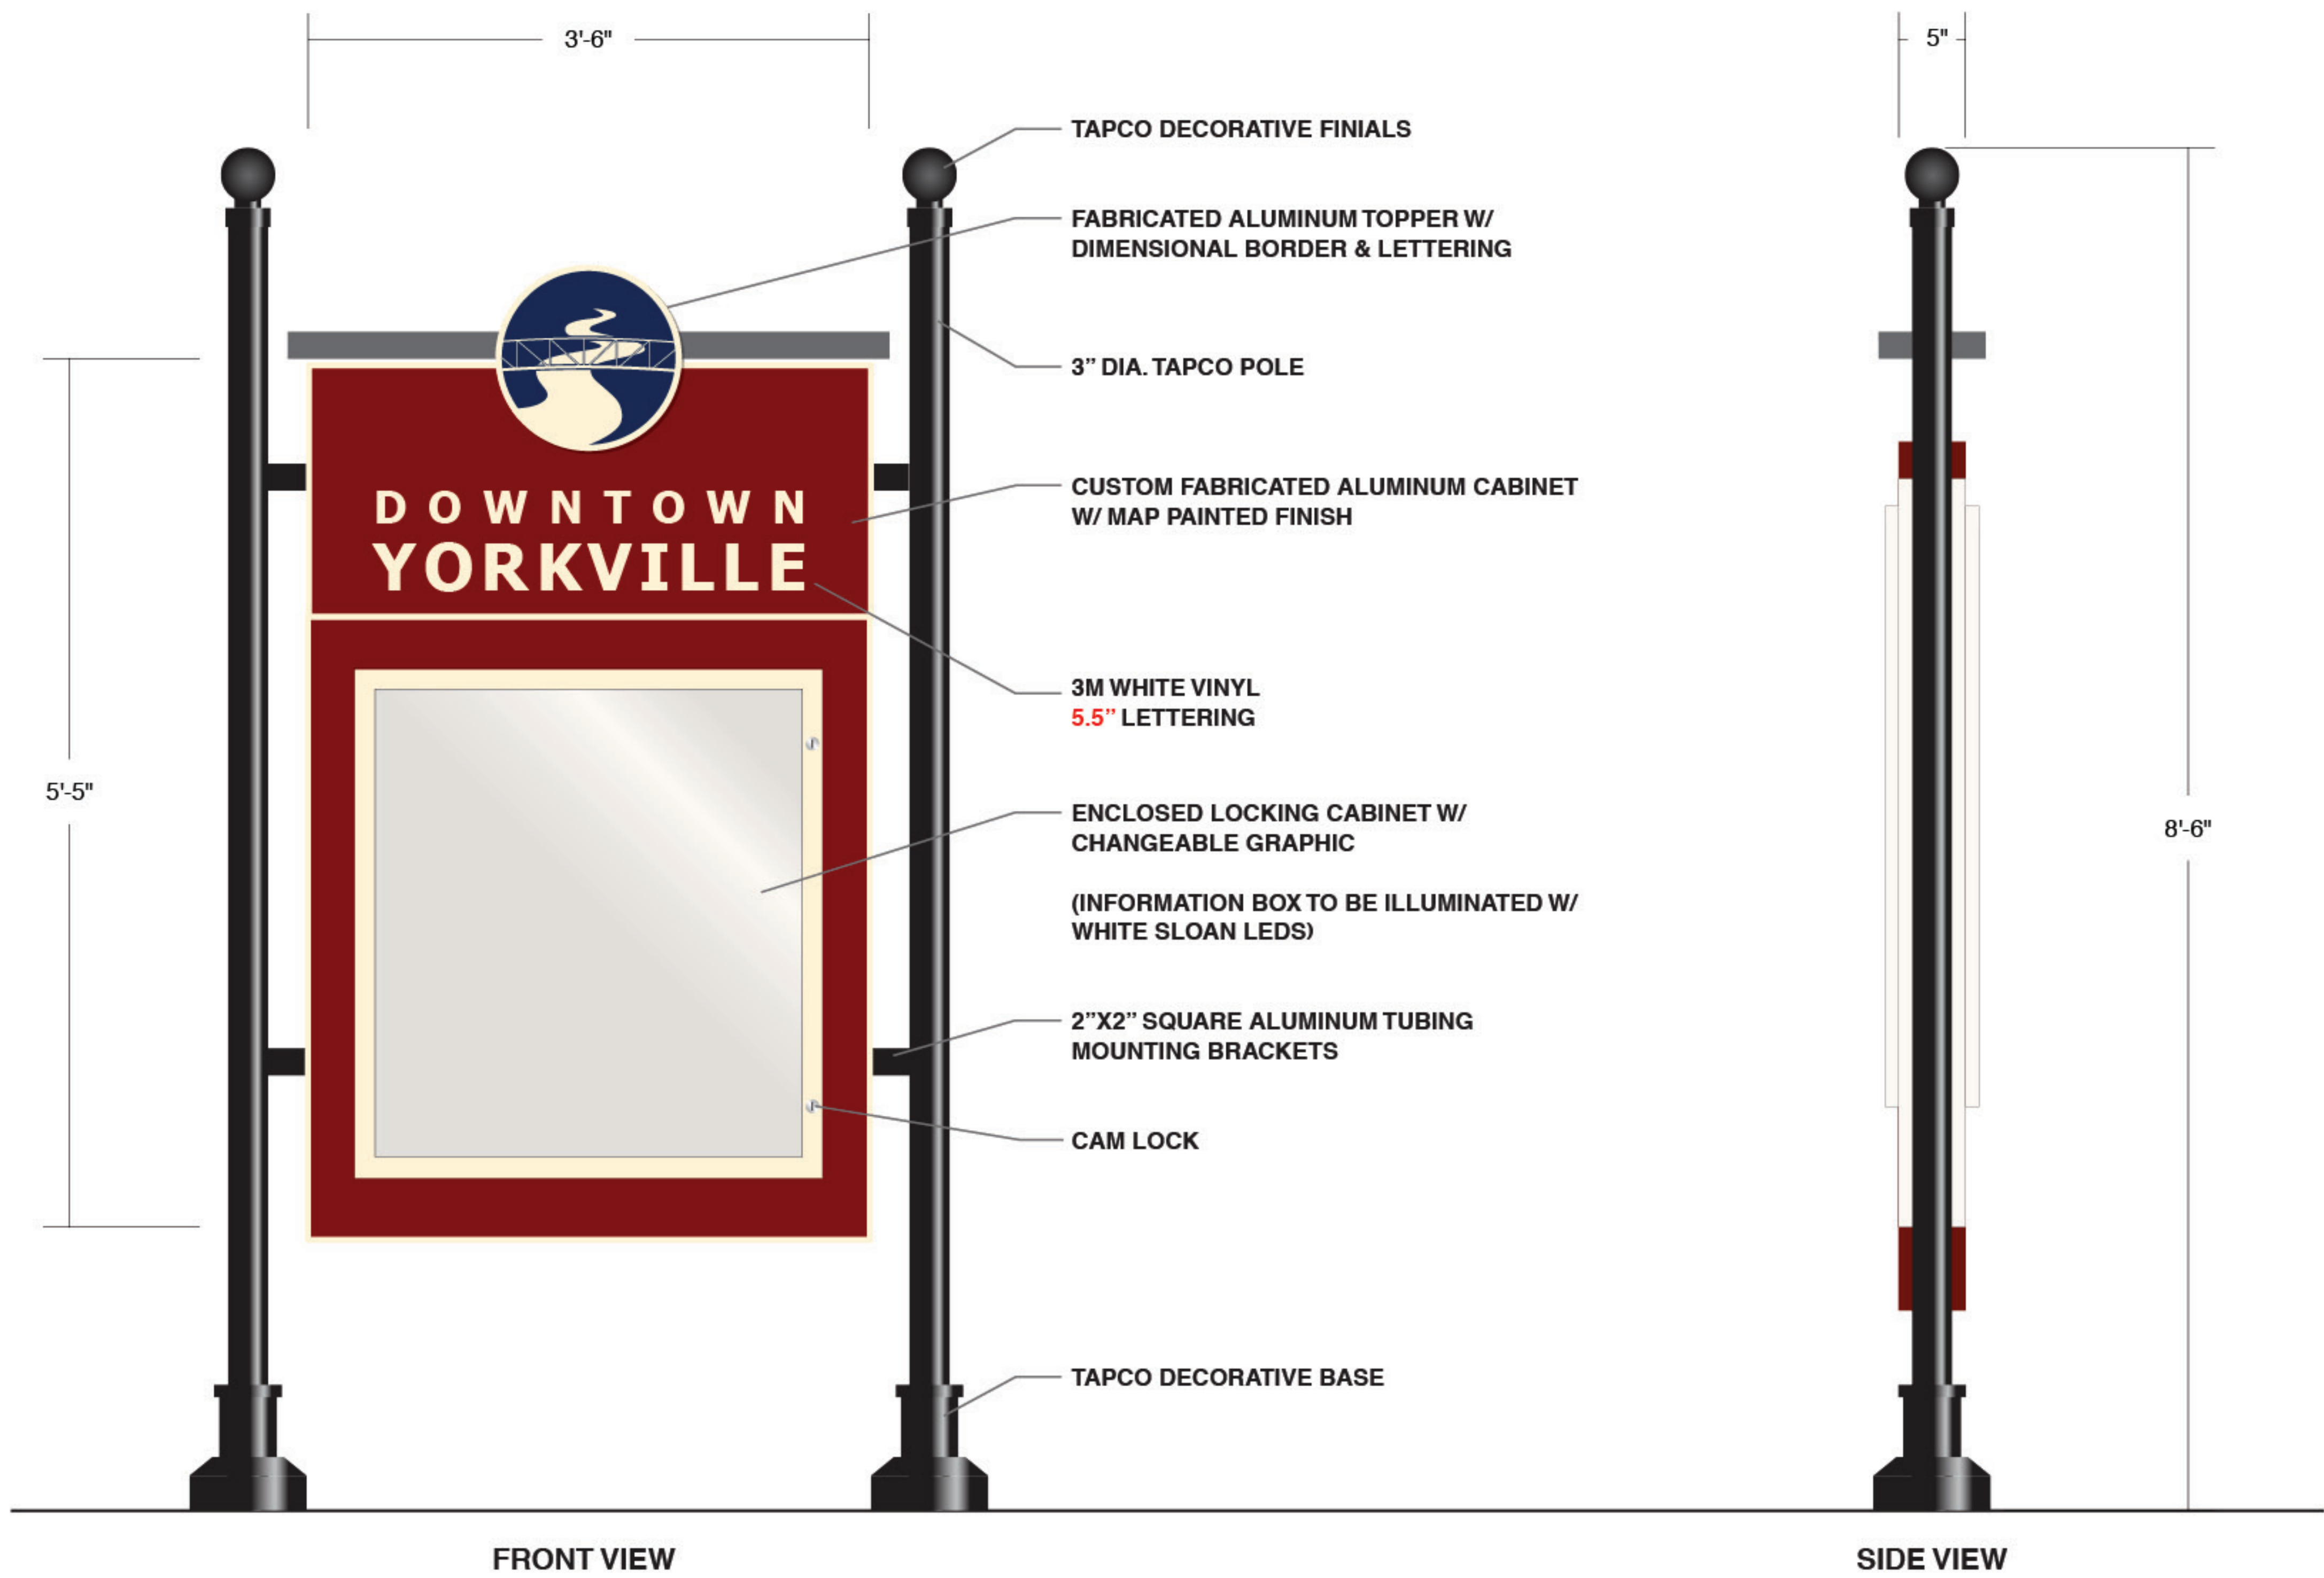 3'-6"
5"
TAPCO DECORATIVE FINIALS
FABRICATED ALUMINUM TOPPER W/
DIMENSIONAL BORDER & LETTERING
3” DIA. TAPCO POLE
CUSTOM FABRICATED ALUMINUM CABINET
W/ MAP PAINTED FINISH
DOWNTOWN
YORKVILLE
3M WHITE VINYL
5.5” LETTERING
5'-5"
ENCLOSED LOCKING CABINET W/
CHANGEABLE GRAPHIC
(INFORMATION BOX TO BE ILLUMINATED W/
WHITE SLOAN LEDS)
8'-6"
2”X2” SQUARE ALUMINUM TUBING
MOUNTING BRACKETS
CAM LOCK
TAPCO DECORATIVE BASE
FRONT VIEW
SIDE VIEW